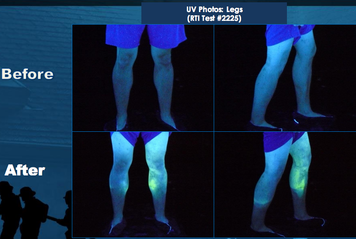 UV Photos: Legs
(RTI Test #2225)
Before
After